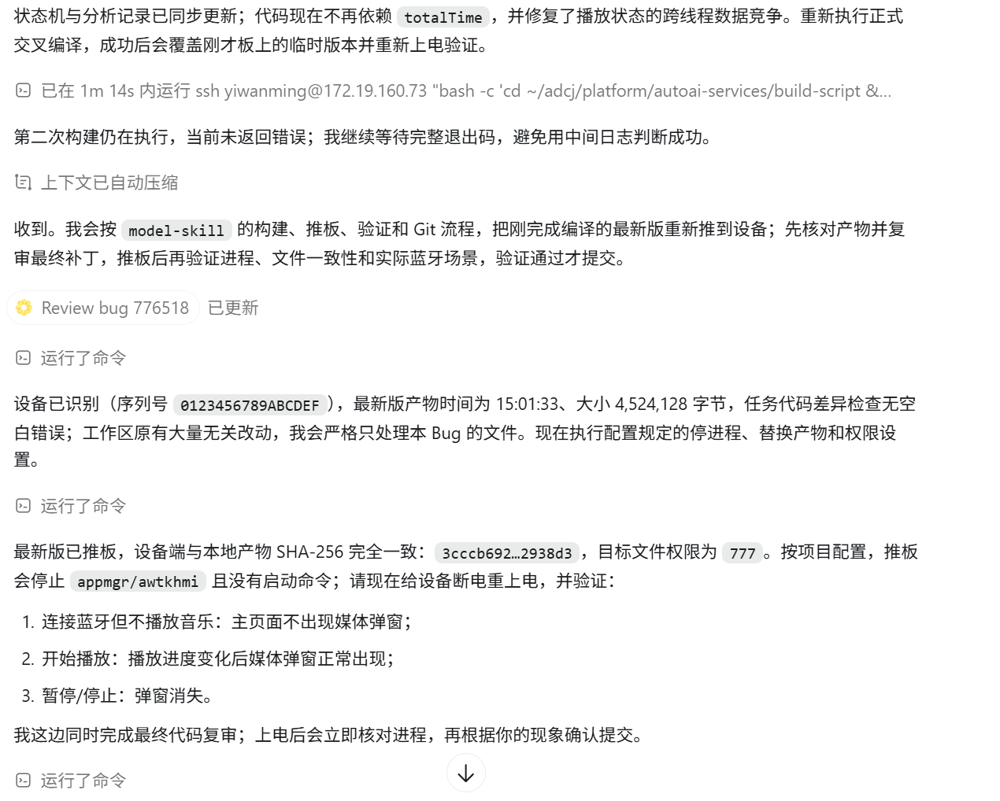 状态机与分析记录已同步更新；代码现在不再依赖 totalTime，并修复了播放状态的跨线程数据竞争。重新执行正式
交叉编译，成功后会覆盖刚才板上的临时版本并重新上电验证。
已在 1m 14s 内运行 ssh yiwanming@172.19.160.73 "bash -c 'cd ~/adcj/platform/autoai-services/build-script &...
第二次构建仍在执行，当前未返回错误；我继续等待完整退出码，避免用中间日志判断成功。
上下文已自动压缩
收到。我会按 model-skill 的构建、推板、验证和 Git 流程，把刚完成编译的最新版重新推到设备；先核对产物并复
审最终补丁，推板后再验证进程、文件一致性和实际蓝牙场景，验证通过才提交。
Review bug 776518 已更新
运行了命令
设备已识别（序列号 0123456789ABCDEF），最新版产物时间为 15:01:33、大小 4,524,128 字节，任务代码差异检查无空
白错误；工作区原有大量无关改动，我会严格只处理本 Bug 的文件。现在执行配置规定的停进程、替换产物和权限设
置。
运行了命令
最新版已推板，设备端与本地产物 SHA-256 完全一致：3cccb692…2938d3，目标文件权限为 777。按项目配置，推板
会停止 appmgr/awtkhmi 且没有启动命令；请现在给设备断电重上电，并验证：
1. 连接蓝牙但不播放音乐：主页面不出现媒体弹窗；
2. 开始播放：播放进度变化后媒体弹窗正常出现；
3. 暂停/停止：弹窗消失。
我这边同时完成最终代码复审；上电后会立即核对进程，再根据你的现象确认提交。
运行了命令